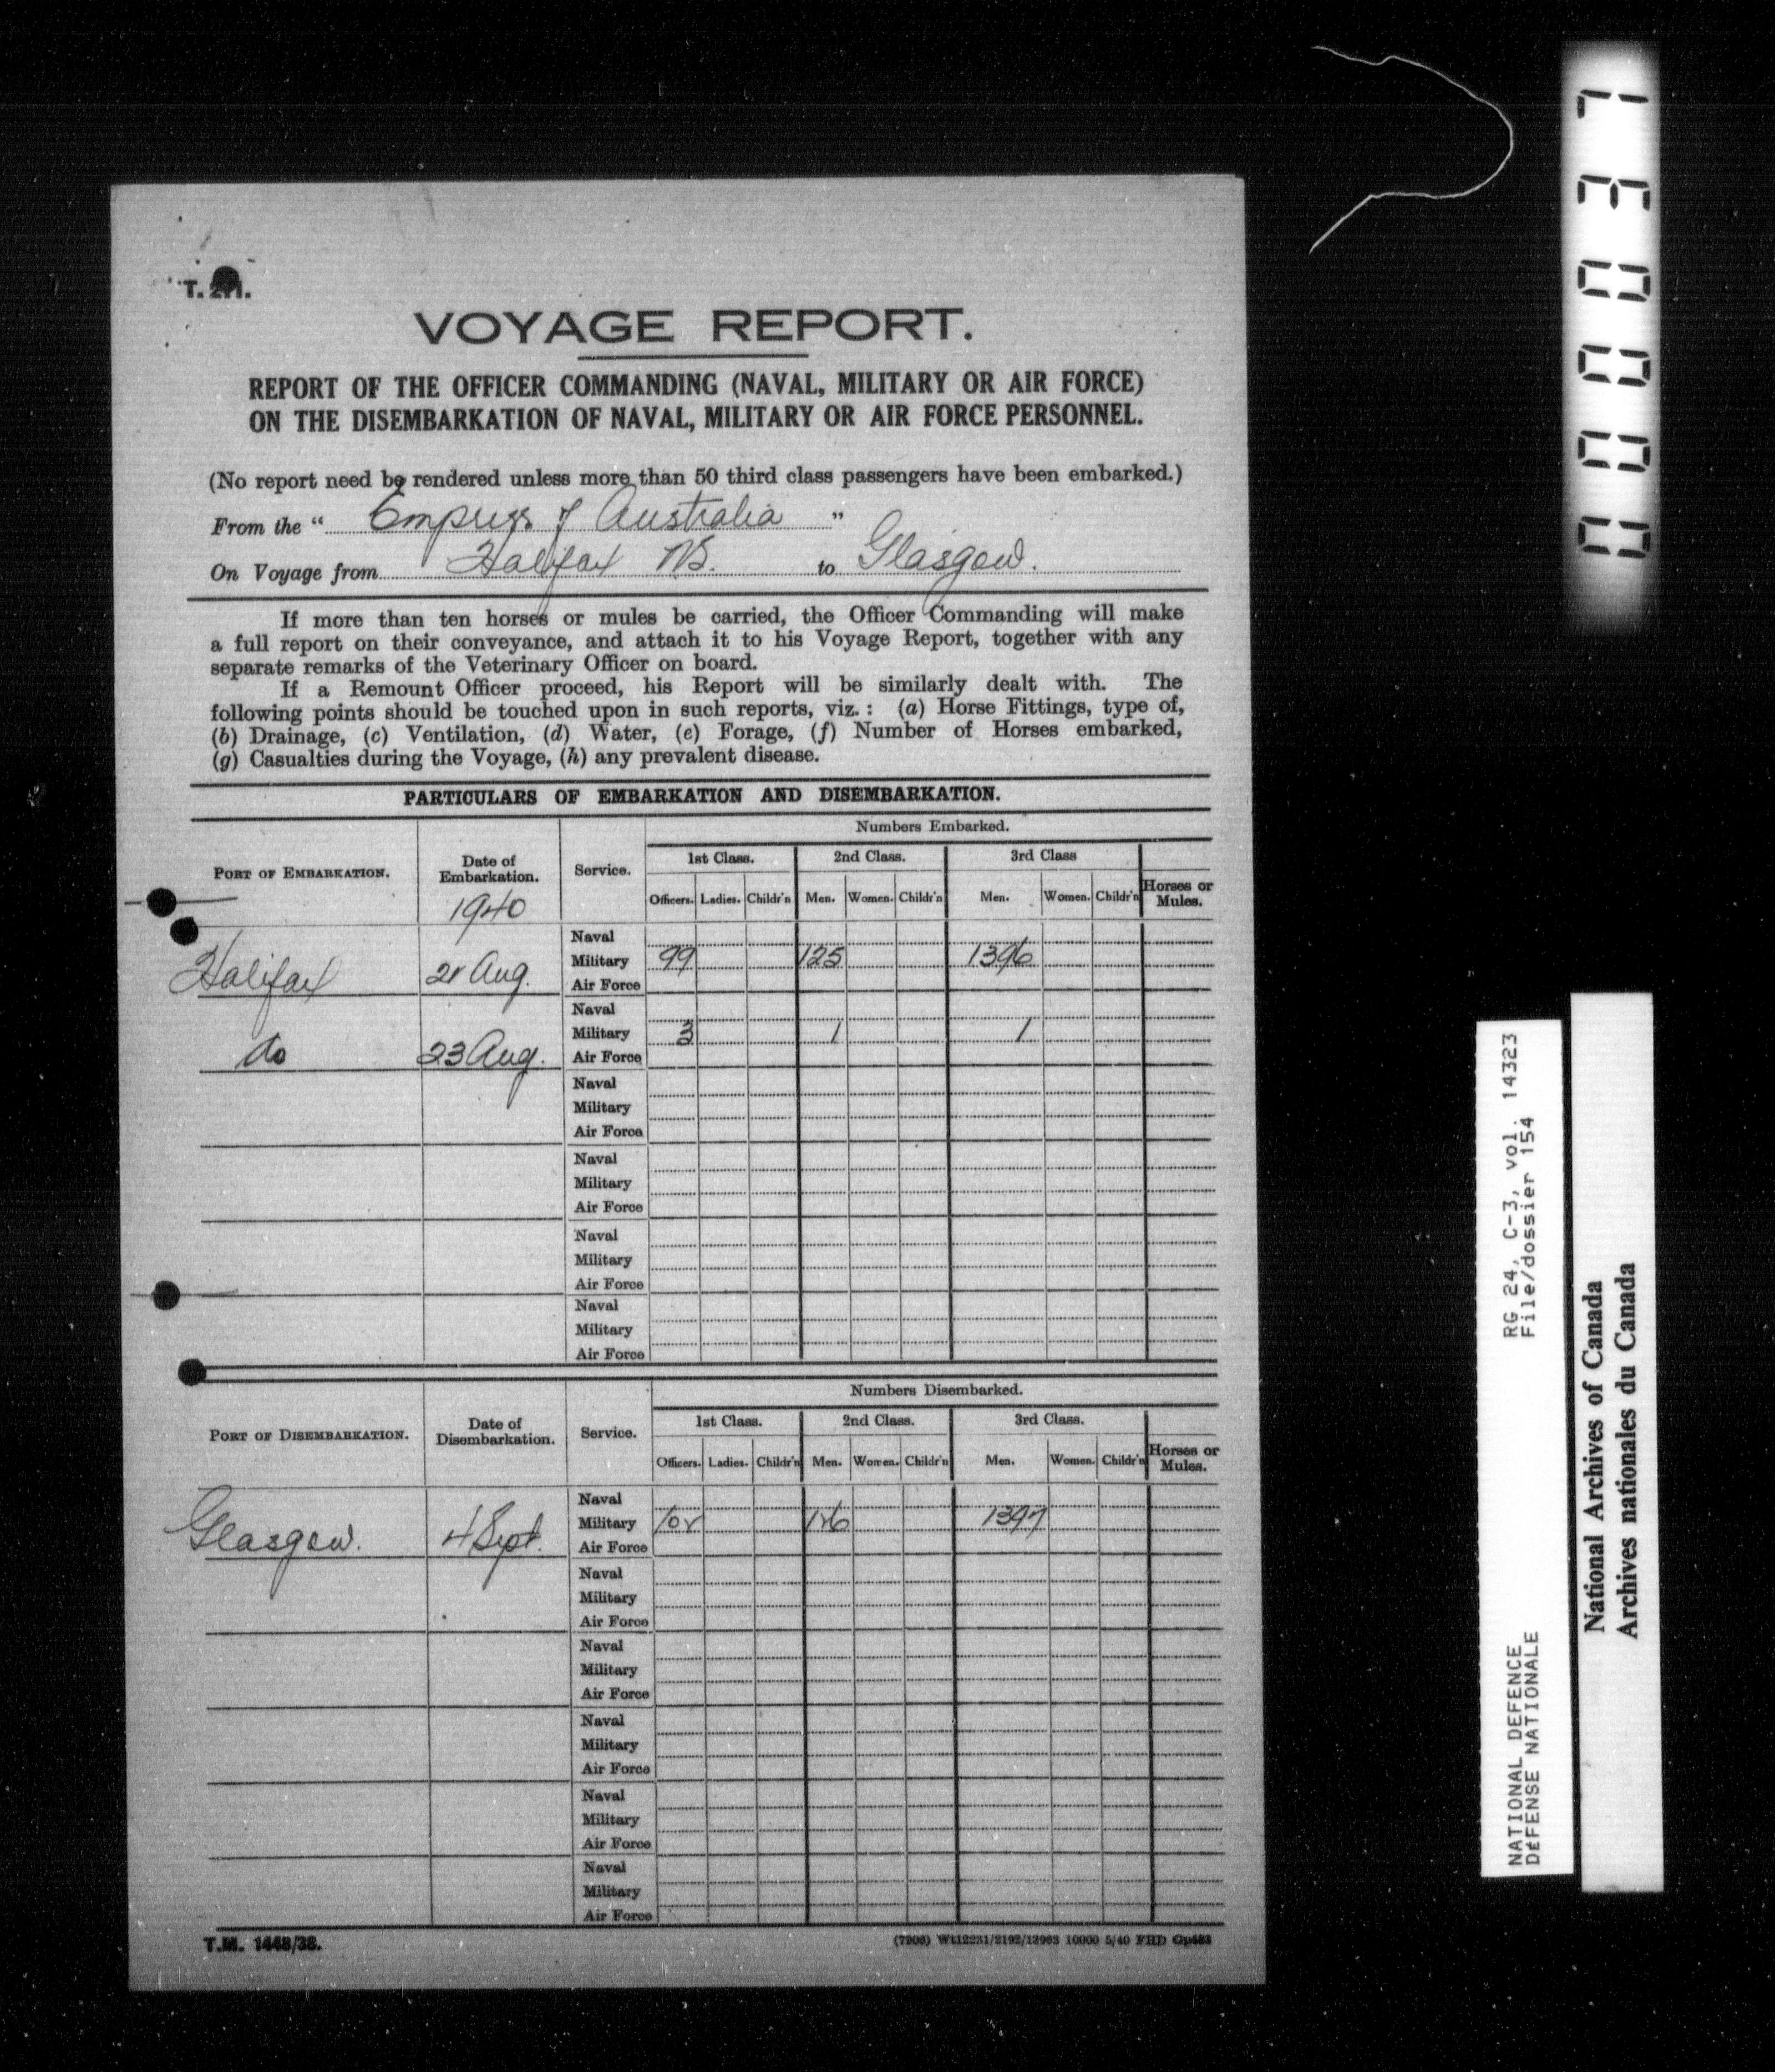 VOYAGE REPORT.
REPORT OF THE OFFICER COMMANDING (NAVAL, MILITARY OR AIR FORCE)
ON THE DISEMBARKATION OF NAVAL, MILITARY OR AIR FORCE PERSONNEL.
(No report need be rendered unless more than 50 third class passengers have been embarked.)
From the “ Empress of Australia ”
On Voyage from Halifax NS. to Glasgow.
If more than ten horses or mules be carried, the Officer Commanding will make
a full report on their conveyance, and attach it to his Voyage Report, together with any
separate remarks of the Veterinary Officer on board.
If a Remount Officer proceed, his Report will be similarly dealt with. The
following points should be touched upon in such reports, viz.: (a) Horse Fittings, type of,
(b) Drainage, (c) Ventilation, (d) Water, (e) Forage, (f) Number of Horses embarked,
(g) Casualties during the Voyage, (h) any prevalent disease.
PARTICULARS OF EMBARKATION AND DISEMBARKATION.
Numbers Embarked.
PORT OF EMBARKATION. Date of Embarkation. Service. 1st Class. 2nd Class. 3rd Class Horses or Mules.
1940 Officers. Ladies. Childr'n Men. Women. Childr'n Men. Women. Childr'n
Naval
Halifax 21 Aug. Military 99 125 1396
Air Force
Naval
do 23 Aug. Military 3 1 1
Air Force
Naval
Military
Air Force
Naval
Military
Air Force
Naval
Military
Air Force
Naval
Military
Air Force
Numbers Disembarked.
PORT OF DISEMBARKATION. Date of Disembarkation. Service. 1st Class. 2nd Class. 3rd Class. Horses or Mules.
Officers. Ladies. Childr'n Men. Women. Childr'n Men. Women. Childr'n
Naval
Glasgow. 4 Sept. Military 102 126 1397
Air Force
Naval
Military
Air Force
Naval
Military
Air Force
Naval
Military
Air Force
Naval
Military
Air Force
Naval
Military
Air Force
T.M. 1448/38.
(7906) Wt12231/2192/12963 10000 5/40 FHD Gp483
000037
RG 24, C-3, vol. 14323
File/dossier 154
NATIONAL DEFENCE
DéFENSE NATIONALE
National Archives of Canada
Archives nationales du Canada